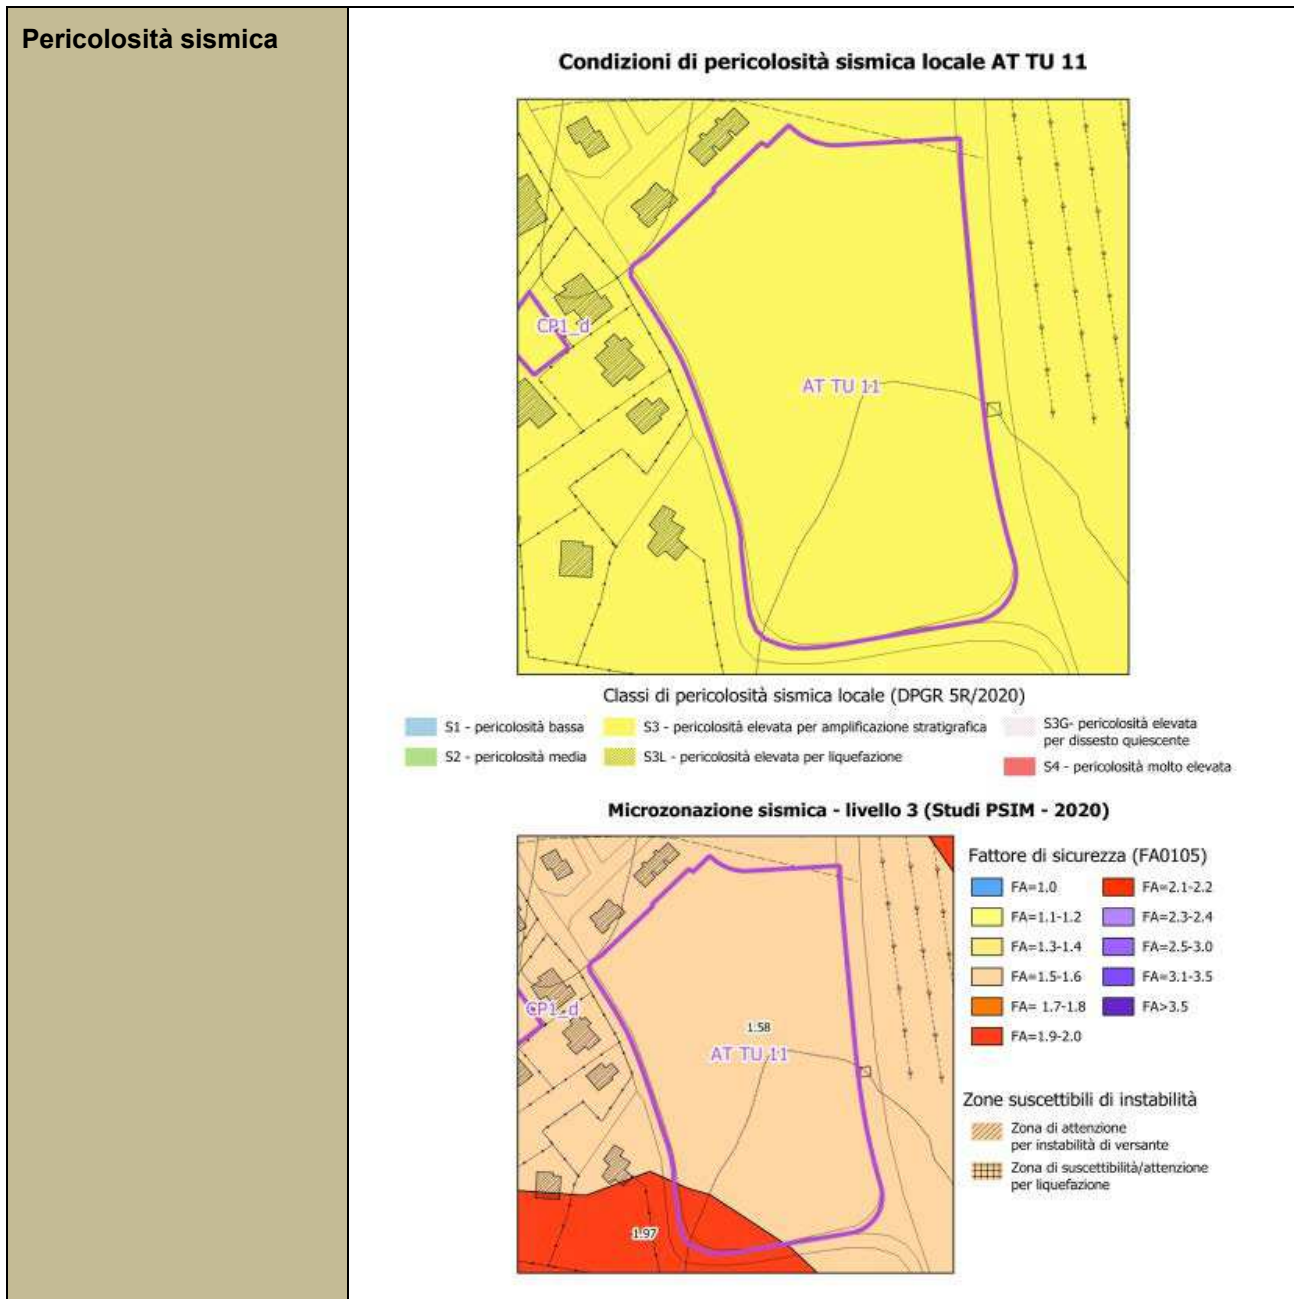 Pericolosità sismica
Condizioni di pericolosità sismica locale AT TU 11
CP1_d
AT TU 11
Classi di pericolosità sismica locale (DPGR 5R/2020)
S1 - pericolosità bassa
S2 - pericolosità media
S3 - pericolosità elevata per amplificazione stratigrafica
S3L - pericolosità elevata per liquefazione
S3G- pericolosità elevata
per dissesto quiescente
S4 - pericolosità molto elevata
Microzonazione sismica - livello 3 (Studi PSIM - 2020)
CP1_d
1.58
AT TU 11
1.97
Fattore di sicurezza (FA0105)
FA=1.0
FA=1.1-1.2
FA=1.3-1.4
FA=1.5-1.6
FA= 1.7-1.8
FA=1.9-2.0
FA=2.1-2.2
FA=2.3-2.4
FA=2.5-3.0
FA=3.1-3.5
FA>3.5
Zone suscettibili di instabilità
Zona di attenzione
per instabilità di versante
Zona di suscettibilità/attenzione
per liquefazione